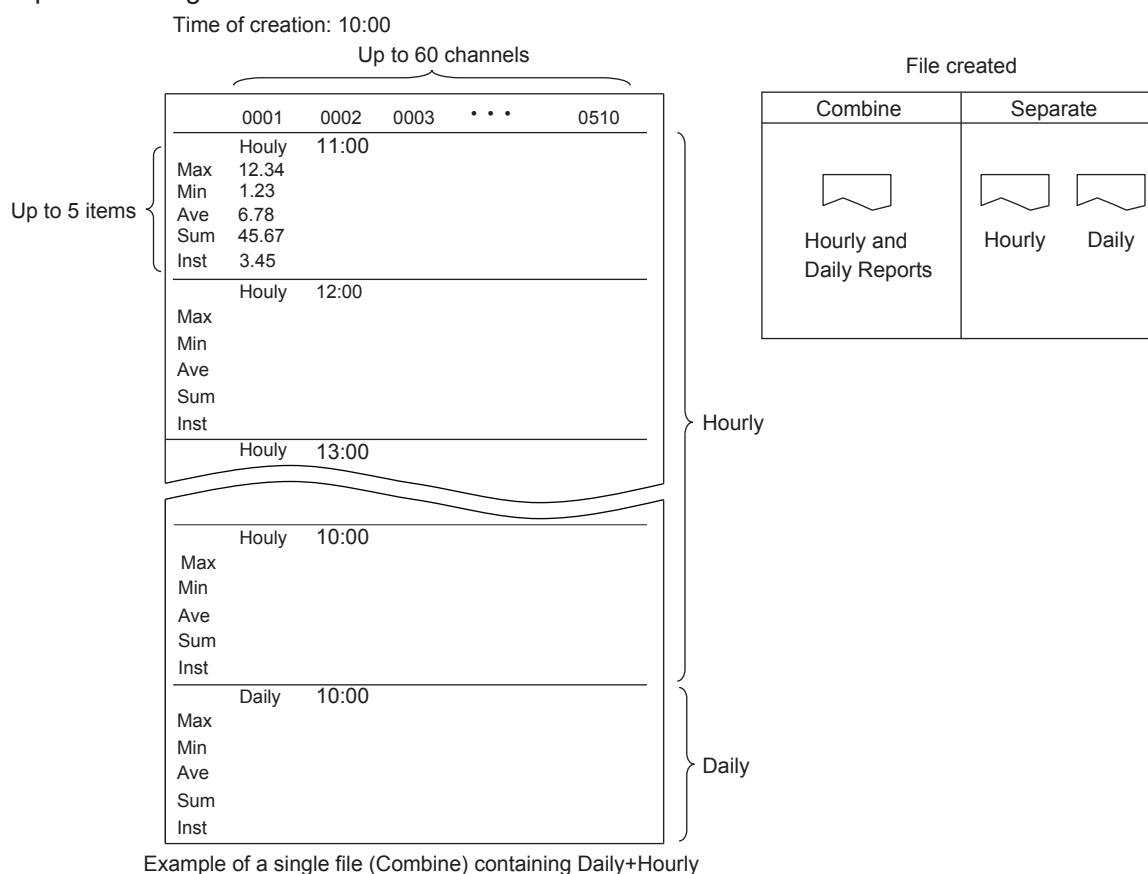 Time of creation: 10:00
Up to 60 channels
0001 0002 0003 • • • 0510
Houly 11:00
Up to 5 items
Max 12.34
Min 1.23
Ave 6.78
Sum 45.67
Inst 3.45
Houly 12:00
Max
Min
Ave
Sum
Inst
Houly 13:00
Houly 10:00
Max
Min
Ave
Sum
Inst
Hourly
Daily 10:00
Max
Min
Ave
Sum
Inst
Daily
Example of a single file (Combine) containing Daily+Hourly
File created
Combine Separate
Hourly and
Daily Reports
Hourly Daily